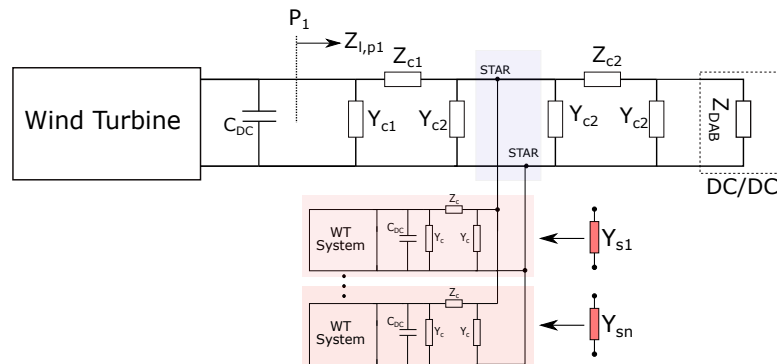 P1
Zl,p1
Zc1
Zc2
STAR
Wind Turbine
CDC
Yc1
Yc2
Yc2
Yc2
ZDAB
STAR
DC/DC
Zc
WT
System
CDC
Yc
Yc
Ys1
Zc
WT
System
CDC
Yc
Yc
Ysn